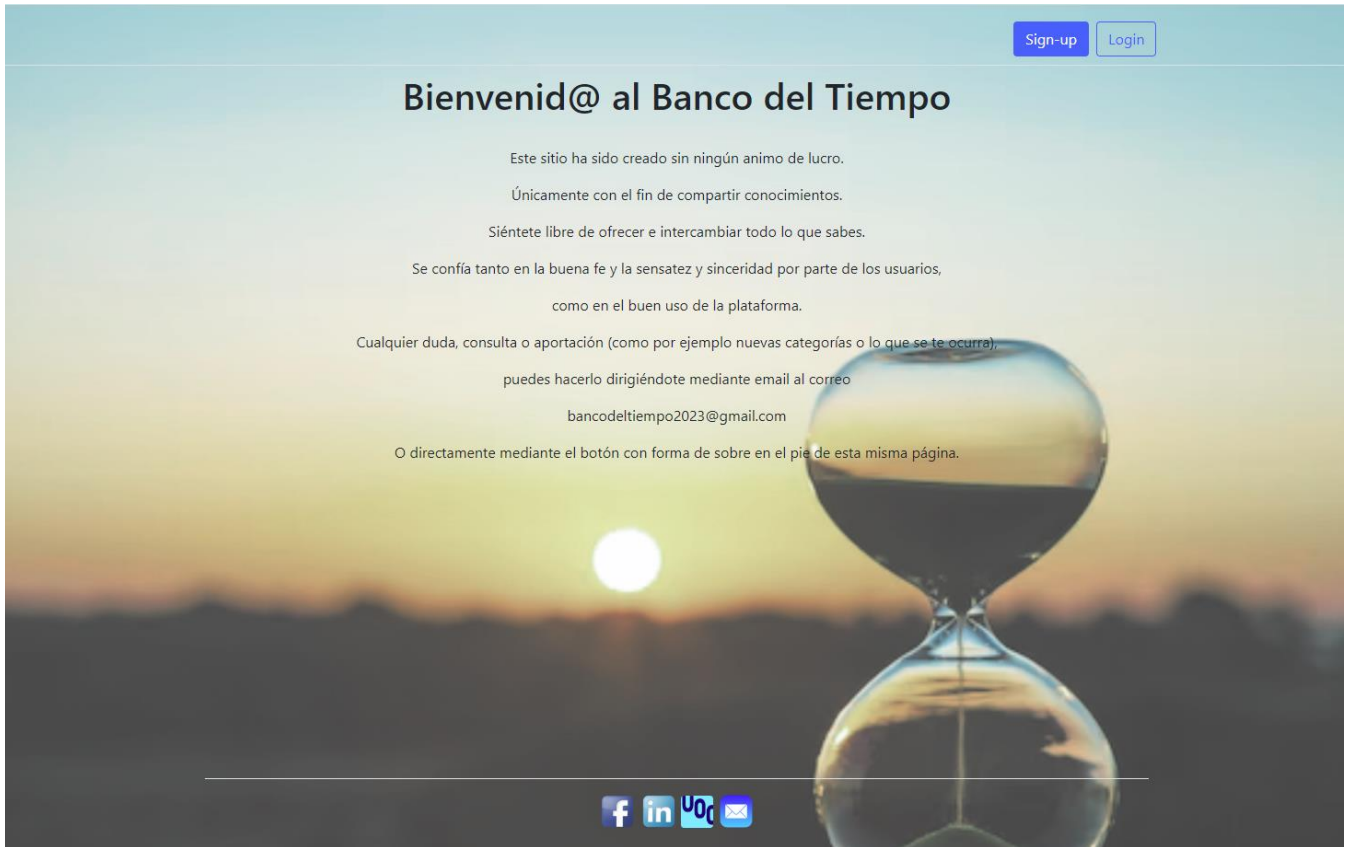 Sign-up Login
Bienvenid@ al Banco del Tiempo
Este sitio ha sido creado sin ningún animo de lucro.
Únicamente con el fin de compartir conocimientos.
Siéntete libre de ofrecer e intercambiar todo lo que sabes.
Se confía tanto en la buena fe y la sensatez y sinceridad por parte de los usuarios,
como en el buen uso de la plataforma.
Cualquier duda, consulta o aportación (como por ejemplo nuevas categorías o lo que se te ocurra),
puedes hacerlo dirigiéndote mediante email al correo
bancodeltiempo2023@gmail.com
O directamente mediante el botón con forma de sobre en el pie de esta misma página.
f in UOC